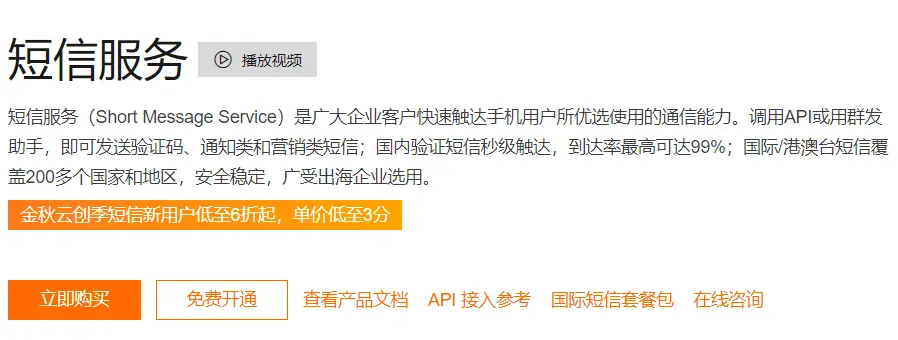 短信服务 播放视频
短信服务（Short Message Service）是广大企业客户快速触达手机用户所优选使用的通信能力。调用API或用群发
助手，即可发送验证码、通知类和营销类短信；国内验证短信秒级触达，到达率最高可达99%；国际/港澳台短信覆
盖200多个国家和地区，安全稳定，广受出海企业选用。
金秋云创季短信新用户低至6折起，单价低至3分
立即购买 免费开通 查看产品文档 API 接入参考 国际短信套餐包 在线咨询